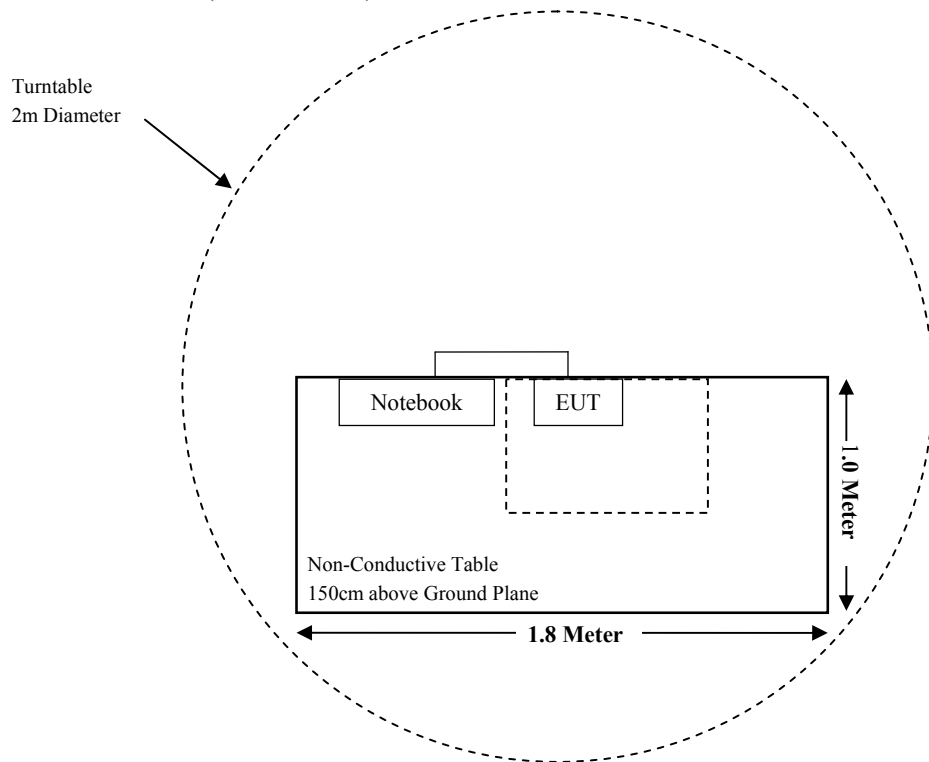 Turntable
2m Diameter
Notebook
EUT
1.0 Meter
Non-Conductive Table
150cm above Ground Plane
1.8 Meter